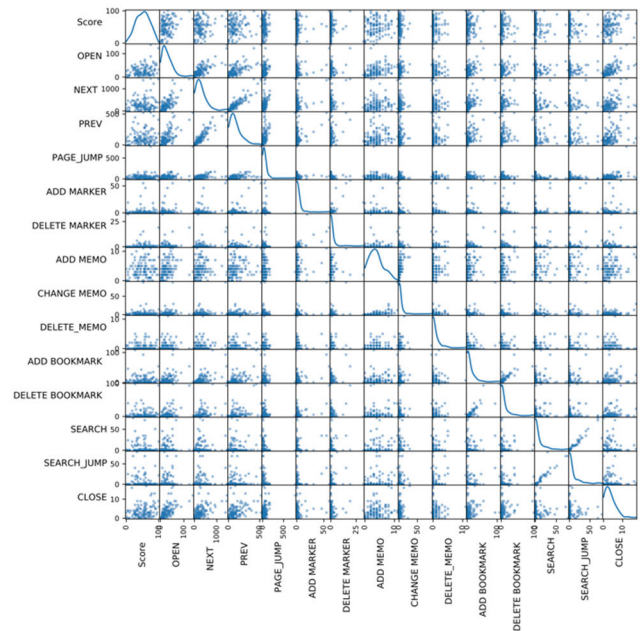 Score 100
0
OPEN 100
0
NEXT 1000
0
PREV 500
0
PAGE_JUMP 500
0
ADD MARKER 50
0
DELETE MARKER 25
0
ADD MEMO 10
0
CHANGE MEMO 50
0
DELETE_MEMO 10
0
ADD BOOKMARK 100
0
DELETE BOOKMARK
0
SEARCH 50
0
SEARCH_JUMP 50
0
CLOSE 10
0
Score
OPEN
NEXT
PREV
PAGE_JUMP
ADD MARKER
DELETE MARKER
ADD MEMO
CHANGE MEMO
DELETE_MEMO
ADD BOOKMARK
DELETE BOOKMARK
SEARCH
SEARCH_JUMP
CLOSE